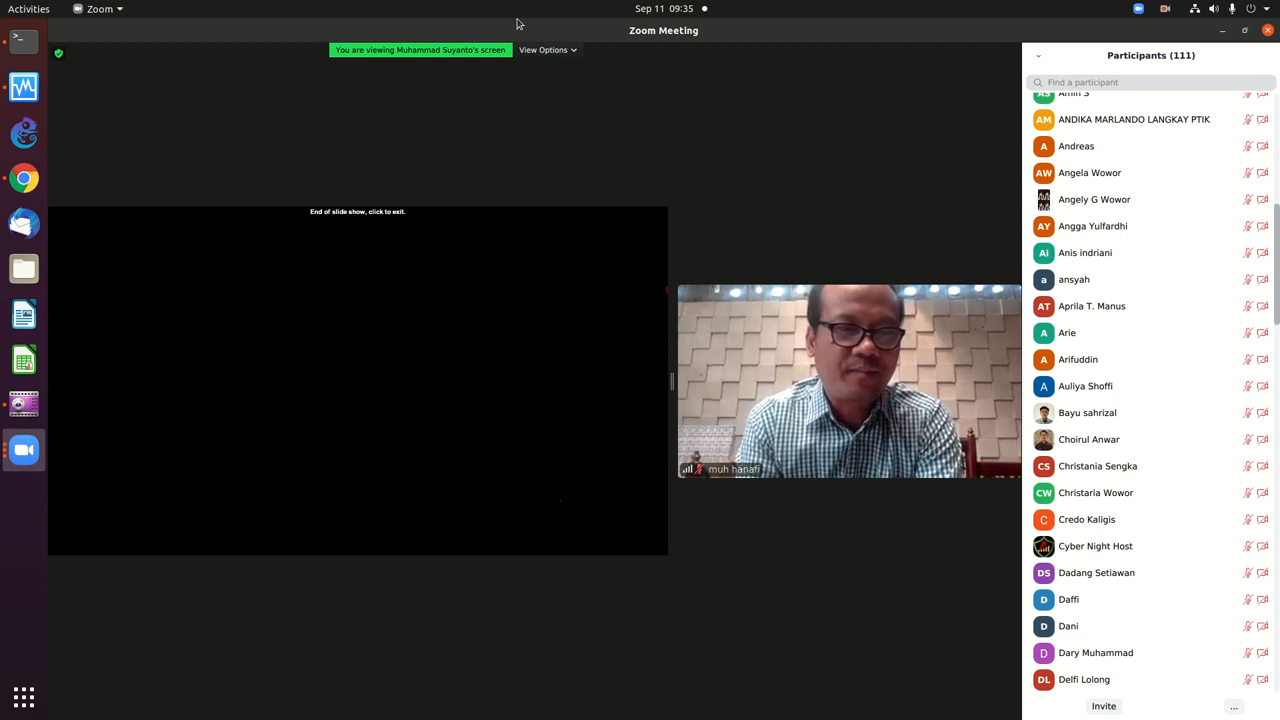 Activities
Zoom
Sep 11 09:35
Zoom Meeting
You are viewing Muhammad Suyanto's screen
View Options
End of slide show, click to exit.
muh hanafi
Participants (111)
Find a participant
AS Amin S
AM ANDIKA MARLANDO LANGKAY PTIK
A Andreas
AW Angela Wowor
Angely G Wowor
AY Angga Yulfardhi
Ai Anis indriani
a ansyah
AT Aprila T. Manus
A Arie
A Arifuddin
A Auliya Shoffi
Bayu sahrizal
Choirul Anwar
CS Christania Sengka
CW Christaria Wowor
C Credo Kaligis
Cyber Night Host
DS Dadang Setiawan
D Daffi
D Dani
D Dary Muhammad
DL Delfi Lolong
Invite
...